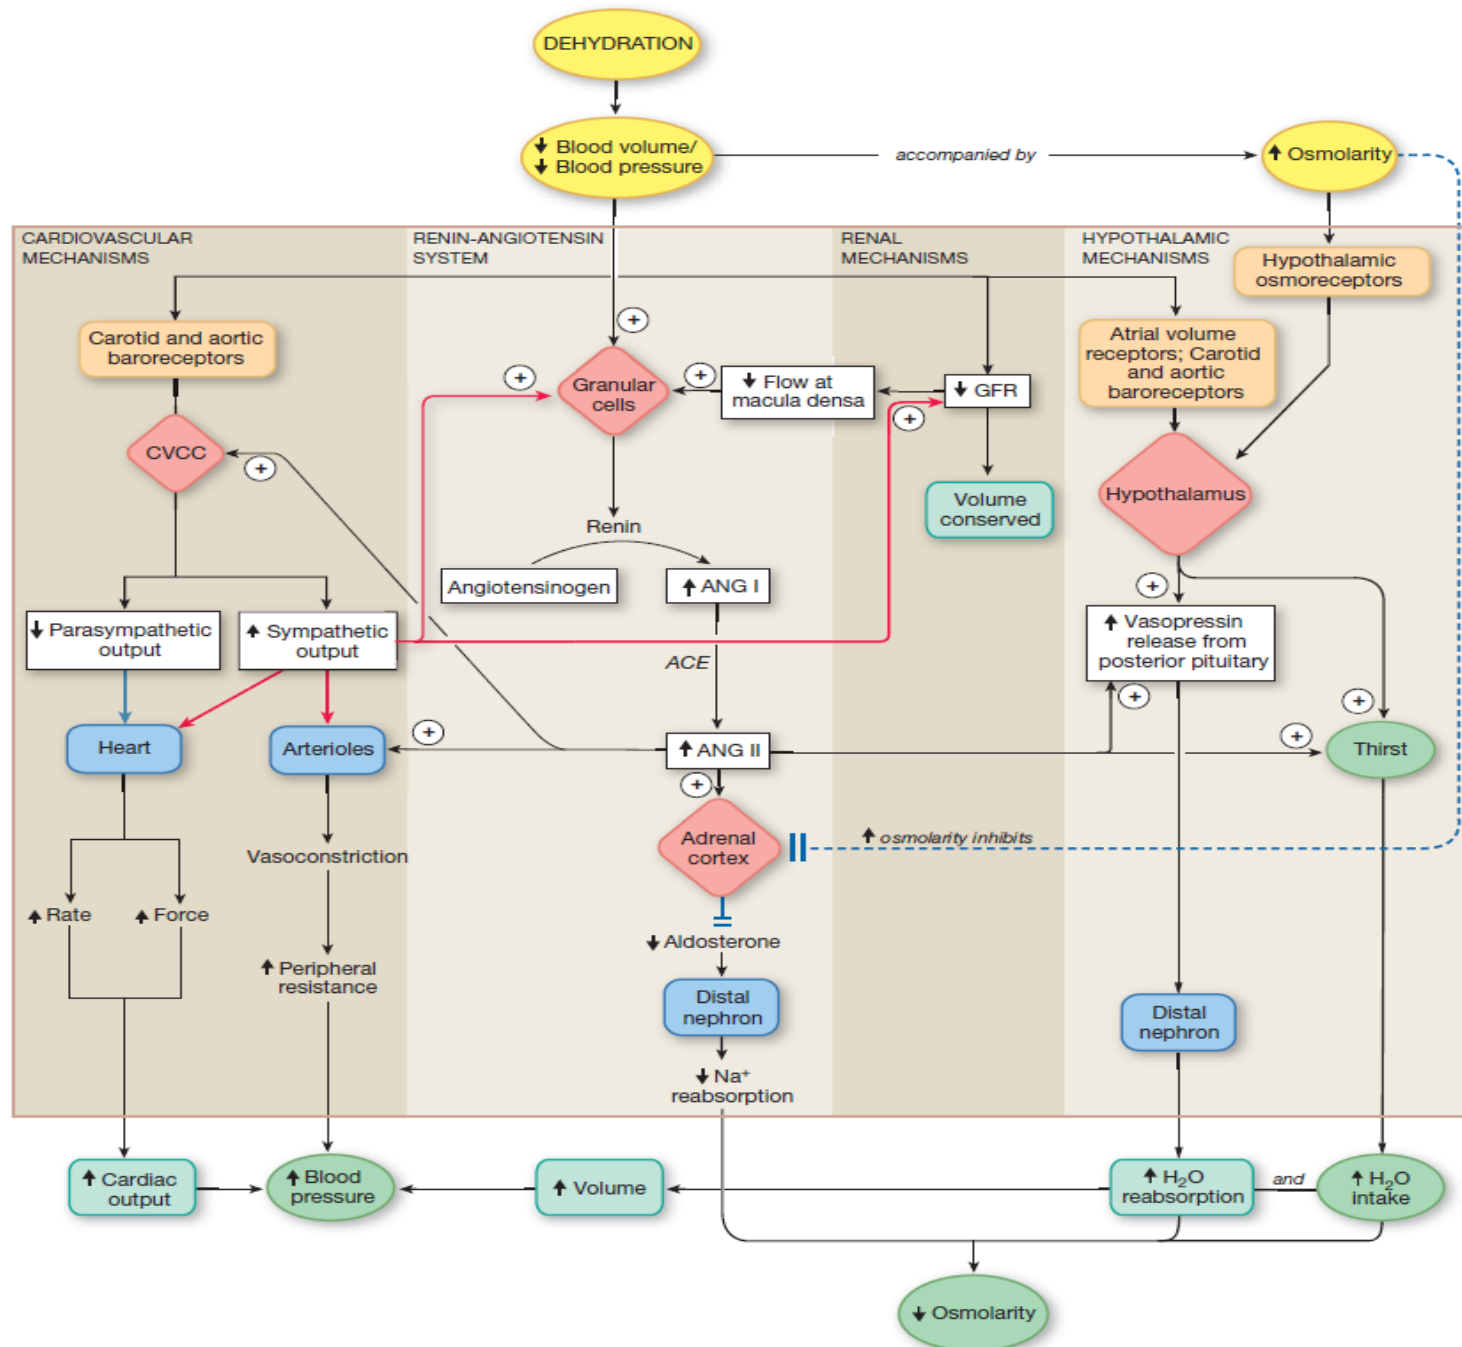 DEHYDRATION
↓ Blood volume/
↓ Blood pressure
accompanied by
↑ Osmolarity
CARDIOVASCULAR
MECHANISMS
RENIN-ANGIOTENSIN
SYSTEM
RENAL
MECHANISMS
HYPOTHALAMIC
MECHANISMS
Hypothalamic
osmoreceptors
Carotid and aortic
baroreceptors
+
Granular
cells
+
+
↓ Flow at
macula densa
↓ GFR
+
Atrial volume
receptors; Carotid
and aortic
baroreceptors
CVCC
+
Hypothalamus
Volume
conserved
Renin
Angiotensinogen
↑ ANG I
+
↓ Parasympathetic
output
↑ Sympathetic
output
ACE
↑ Vasopressin
release from
posterior pituitary
+
+
Heart
Arterioles
+
↑ ANG II
+
Thirst
+
Adrenal
cortex
↑ osmolarity inhibits
Vasoconstriction
↑ Rate
↑ Force
↓ Aldosterone
↑ Peripheral
resistance
Distal
nephron
Distal
nephron
↓ Na⁺
reabsorption
↑ Cardiac
output
↑ Blood
pressure
↑ Volume
↑ H₂O
reabsorption
and
↑ H₂O
intake
↓ Osmolarity